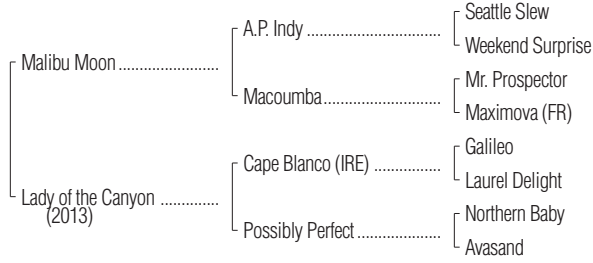 Seattle Slew
A.P. Indy ..............................
Weekend Surprise
Malibu Moon ......................
Mr. Prospector
Macoumba ...........................
Maximova (FR)
Galileo
Cape Blanco (IRE) ................
Laurel Delight
Lady of the Canyon .............
(2013)
Northern Baby
Possibly Perfect ...................
Avasand